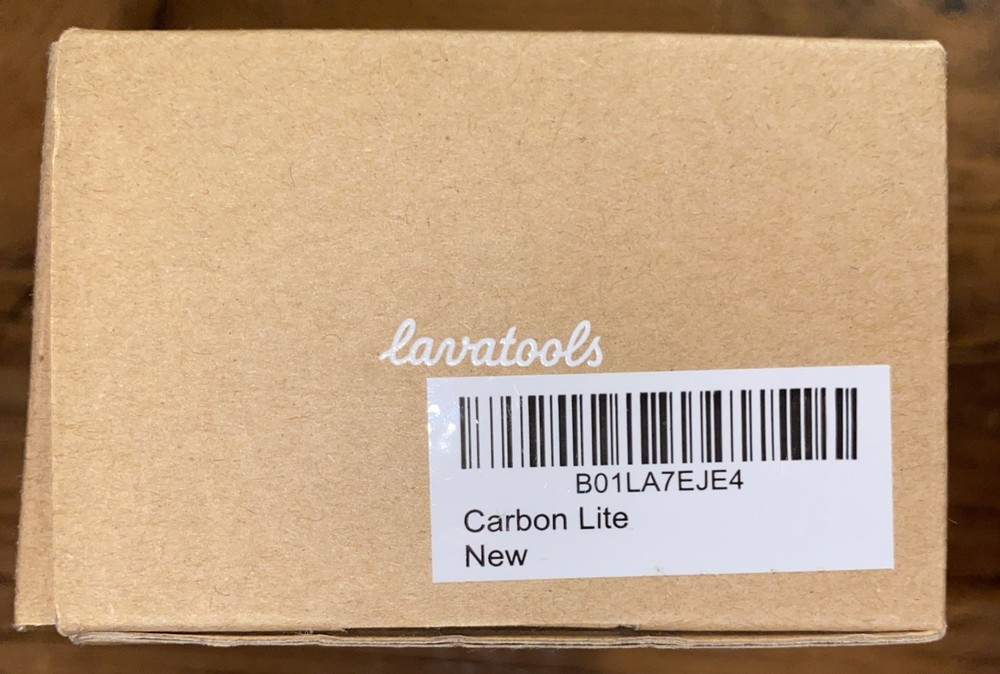 lavatools
B01LA7EJE4
Carbon Lite
New